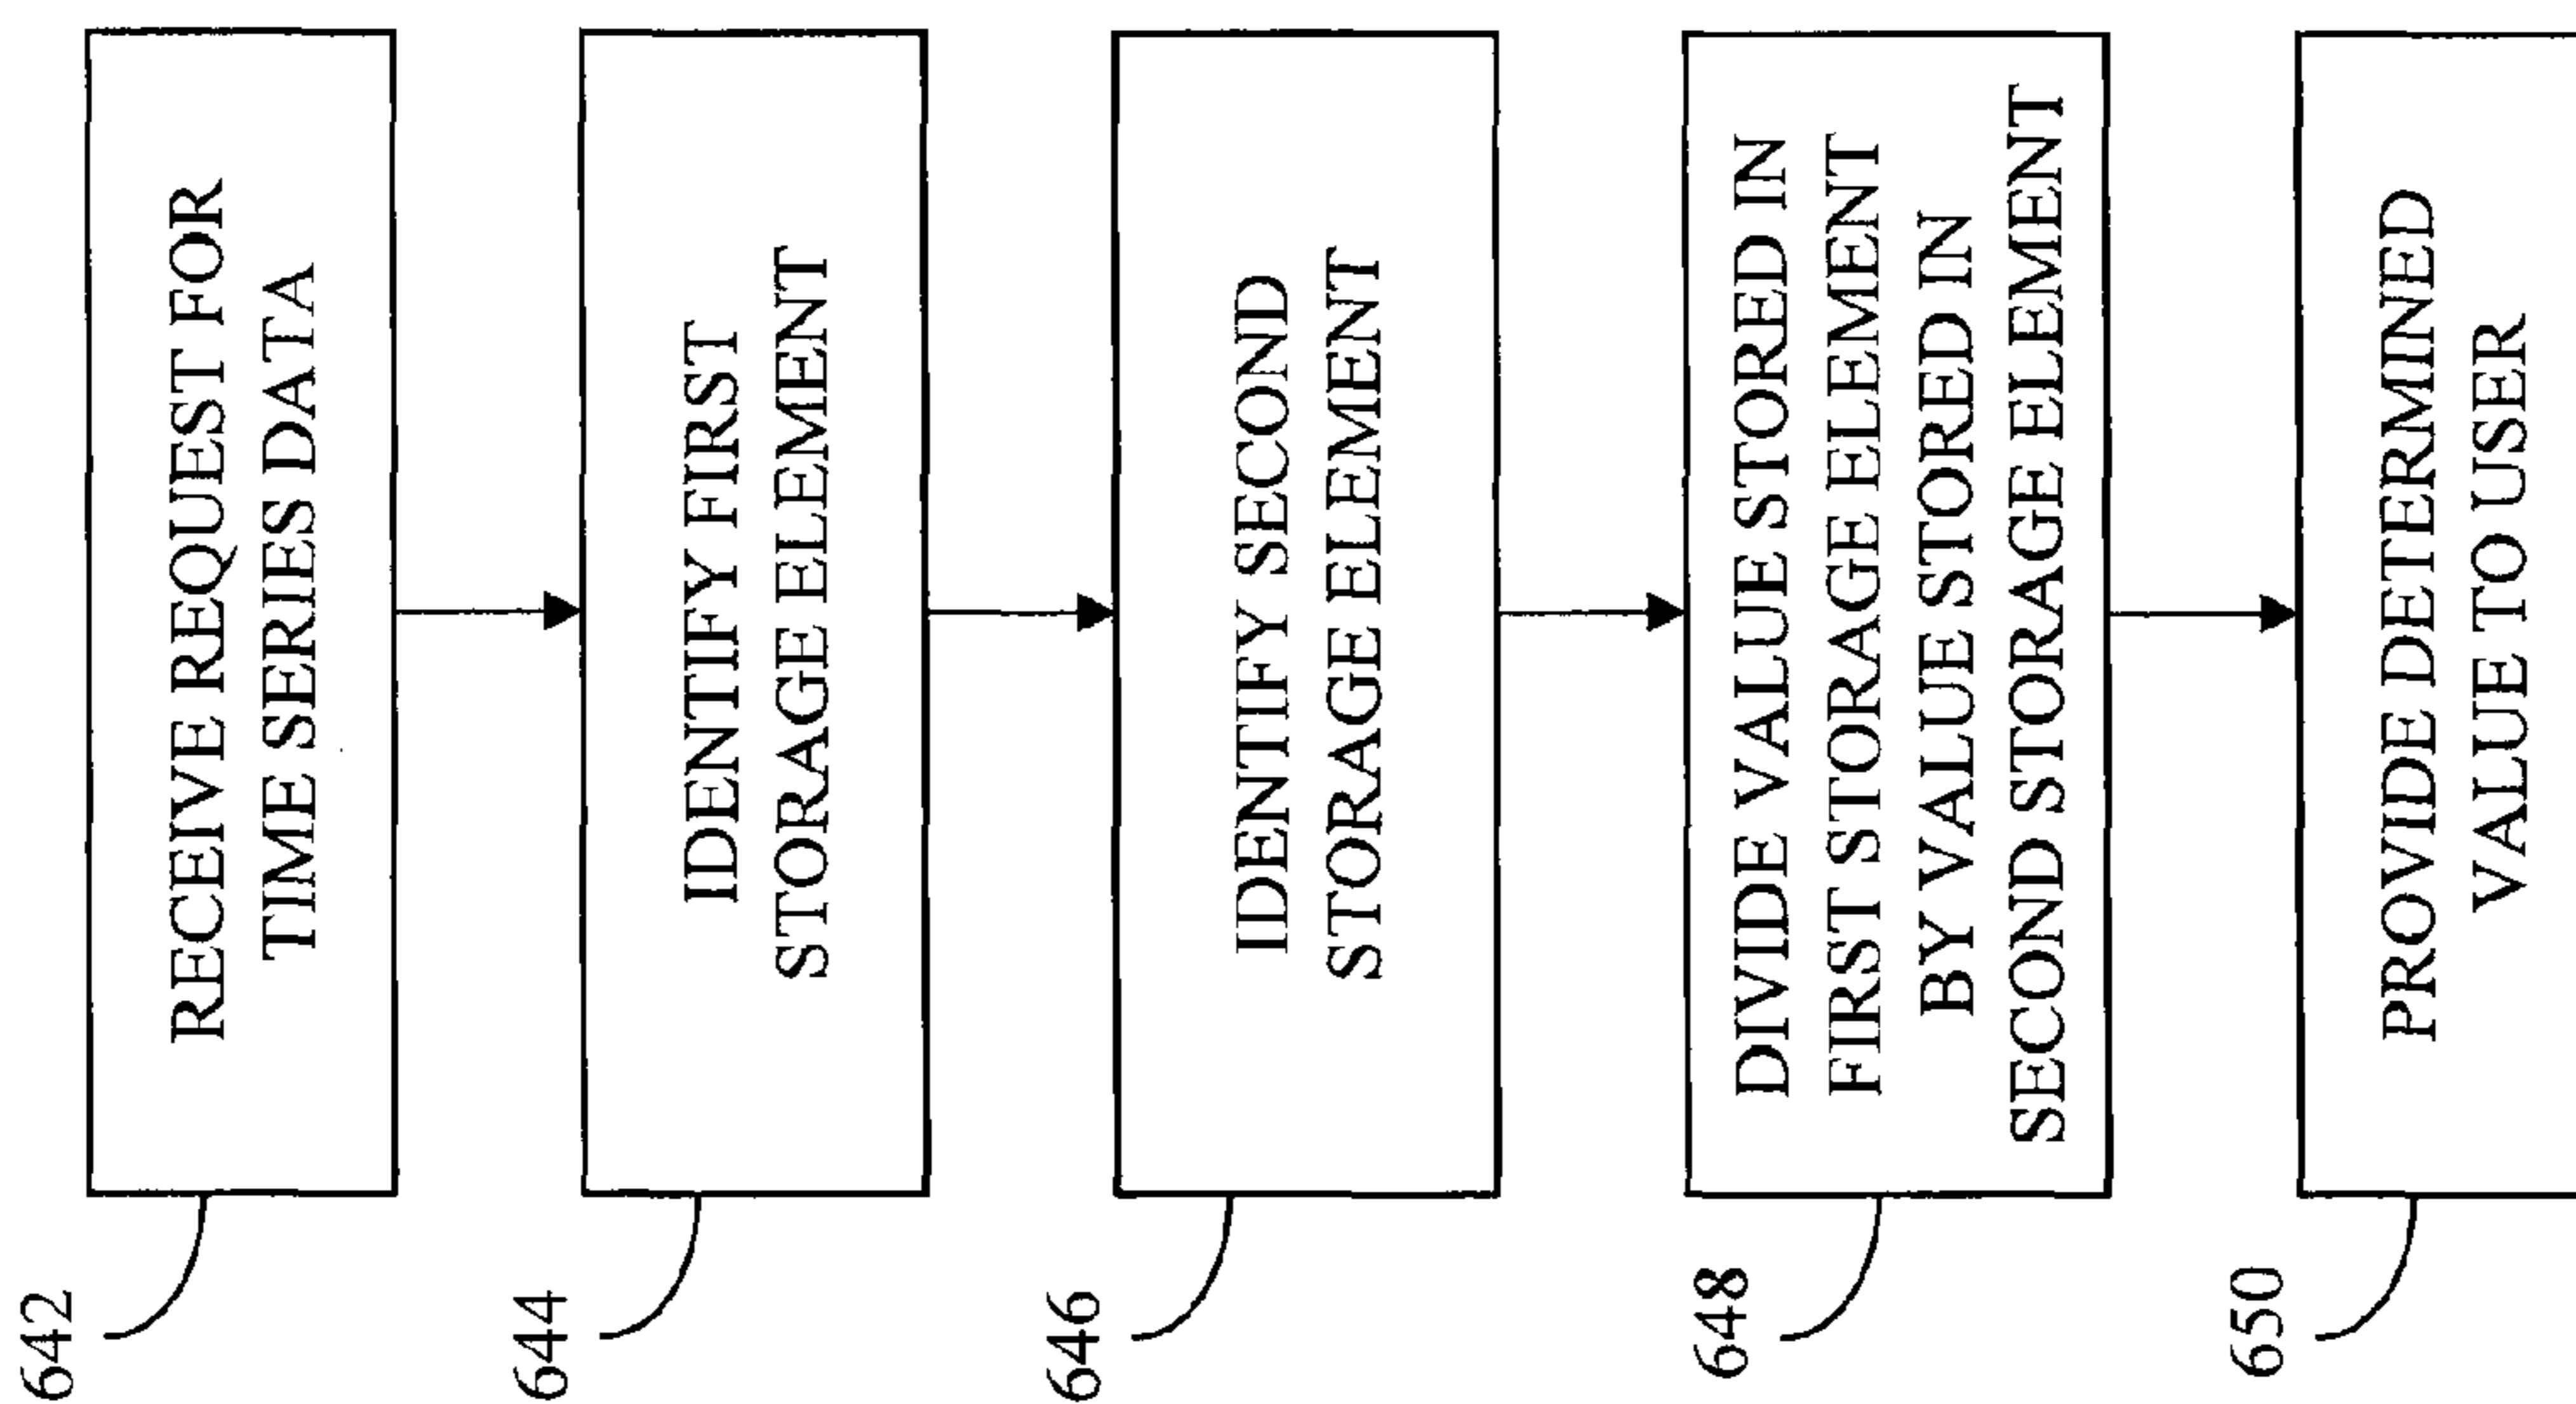 642
RECEIVE REQUEST FOR
TIME SERIES DATA
644
IDENTIFY FIRST
STORAGE ELEMENT
646
IDENTIFY SECOND
STORAGE ELEMENT
648
DIVIDE VALUE STORED IN
FIRST STORAGE ELEMENT
BY VALUE STORED IN
SECOND STORAGE ELEMENT
650
PROVIDE DETERMINED
VALUE TO USER